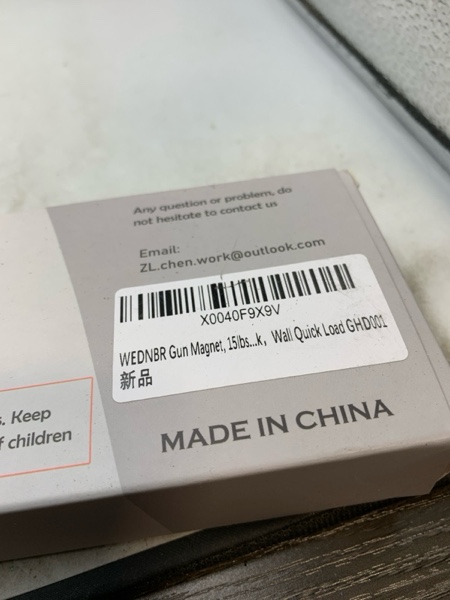 Any question or problem, do
not hesitate to contact us
Email:
ZL.chen.work@outlook.com
X0040F9X9V
WEDNBR Gun Magnet, 15lbs...k, Wall Quick Load GHD001
新品
s. Keep
f children
MADE IN CHINA